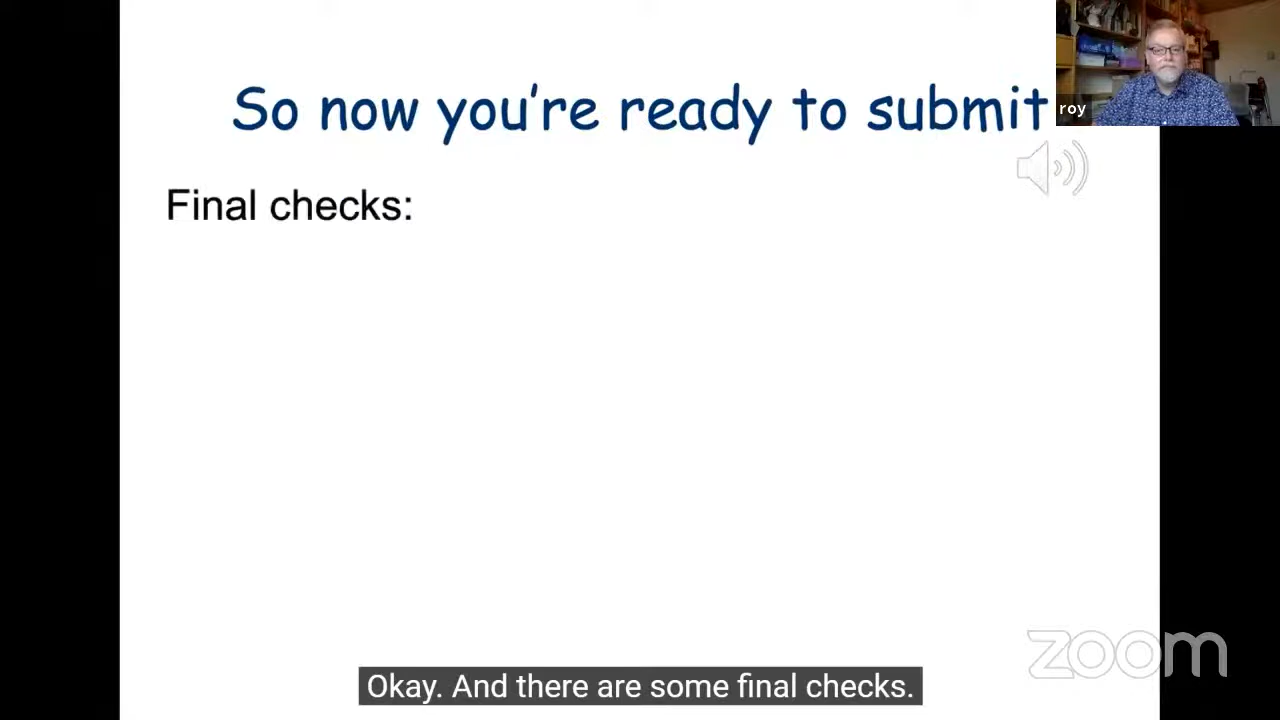 So now you're ready to submit
roy
Final checks:
zoom
Okay. And there are some final checks.